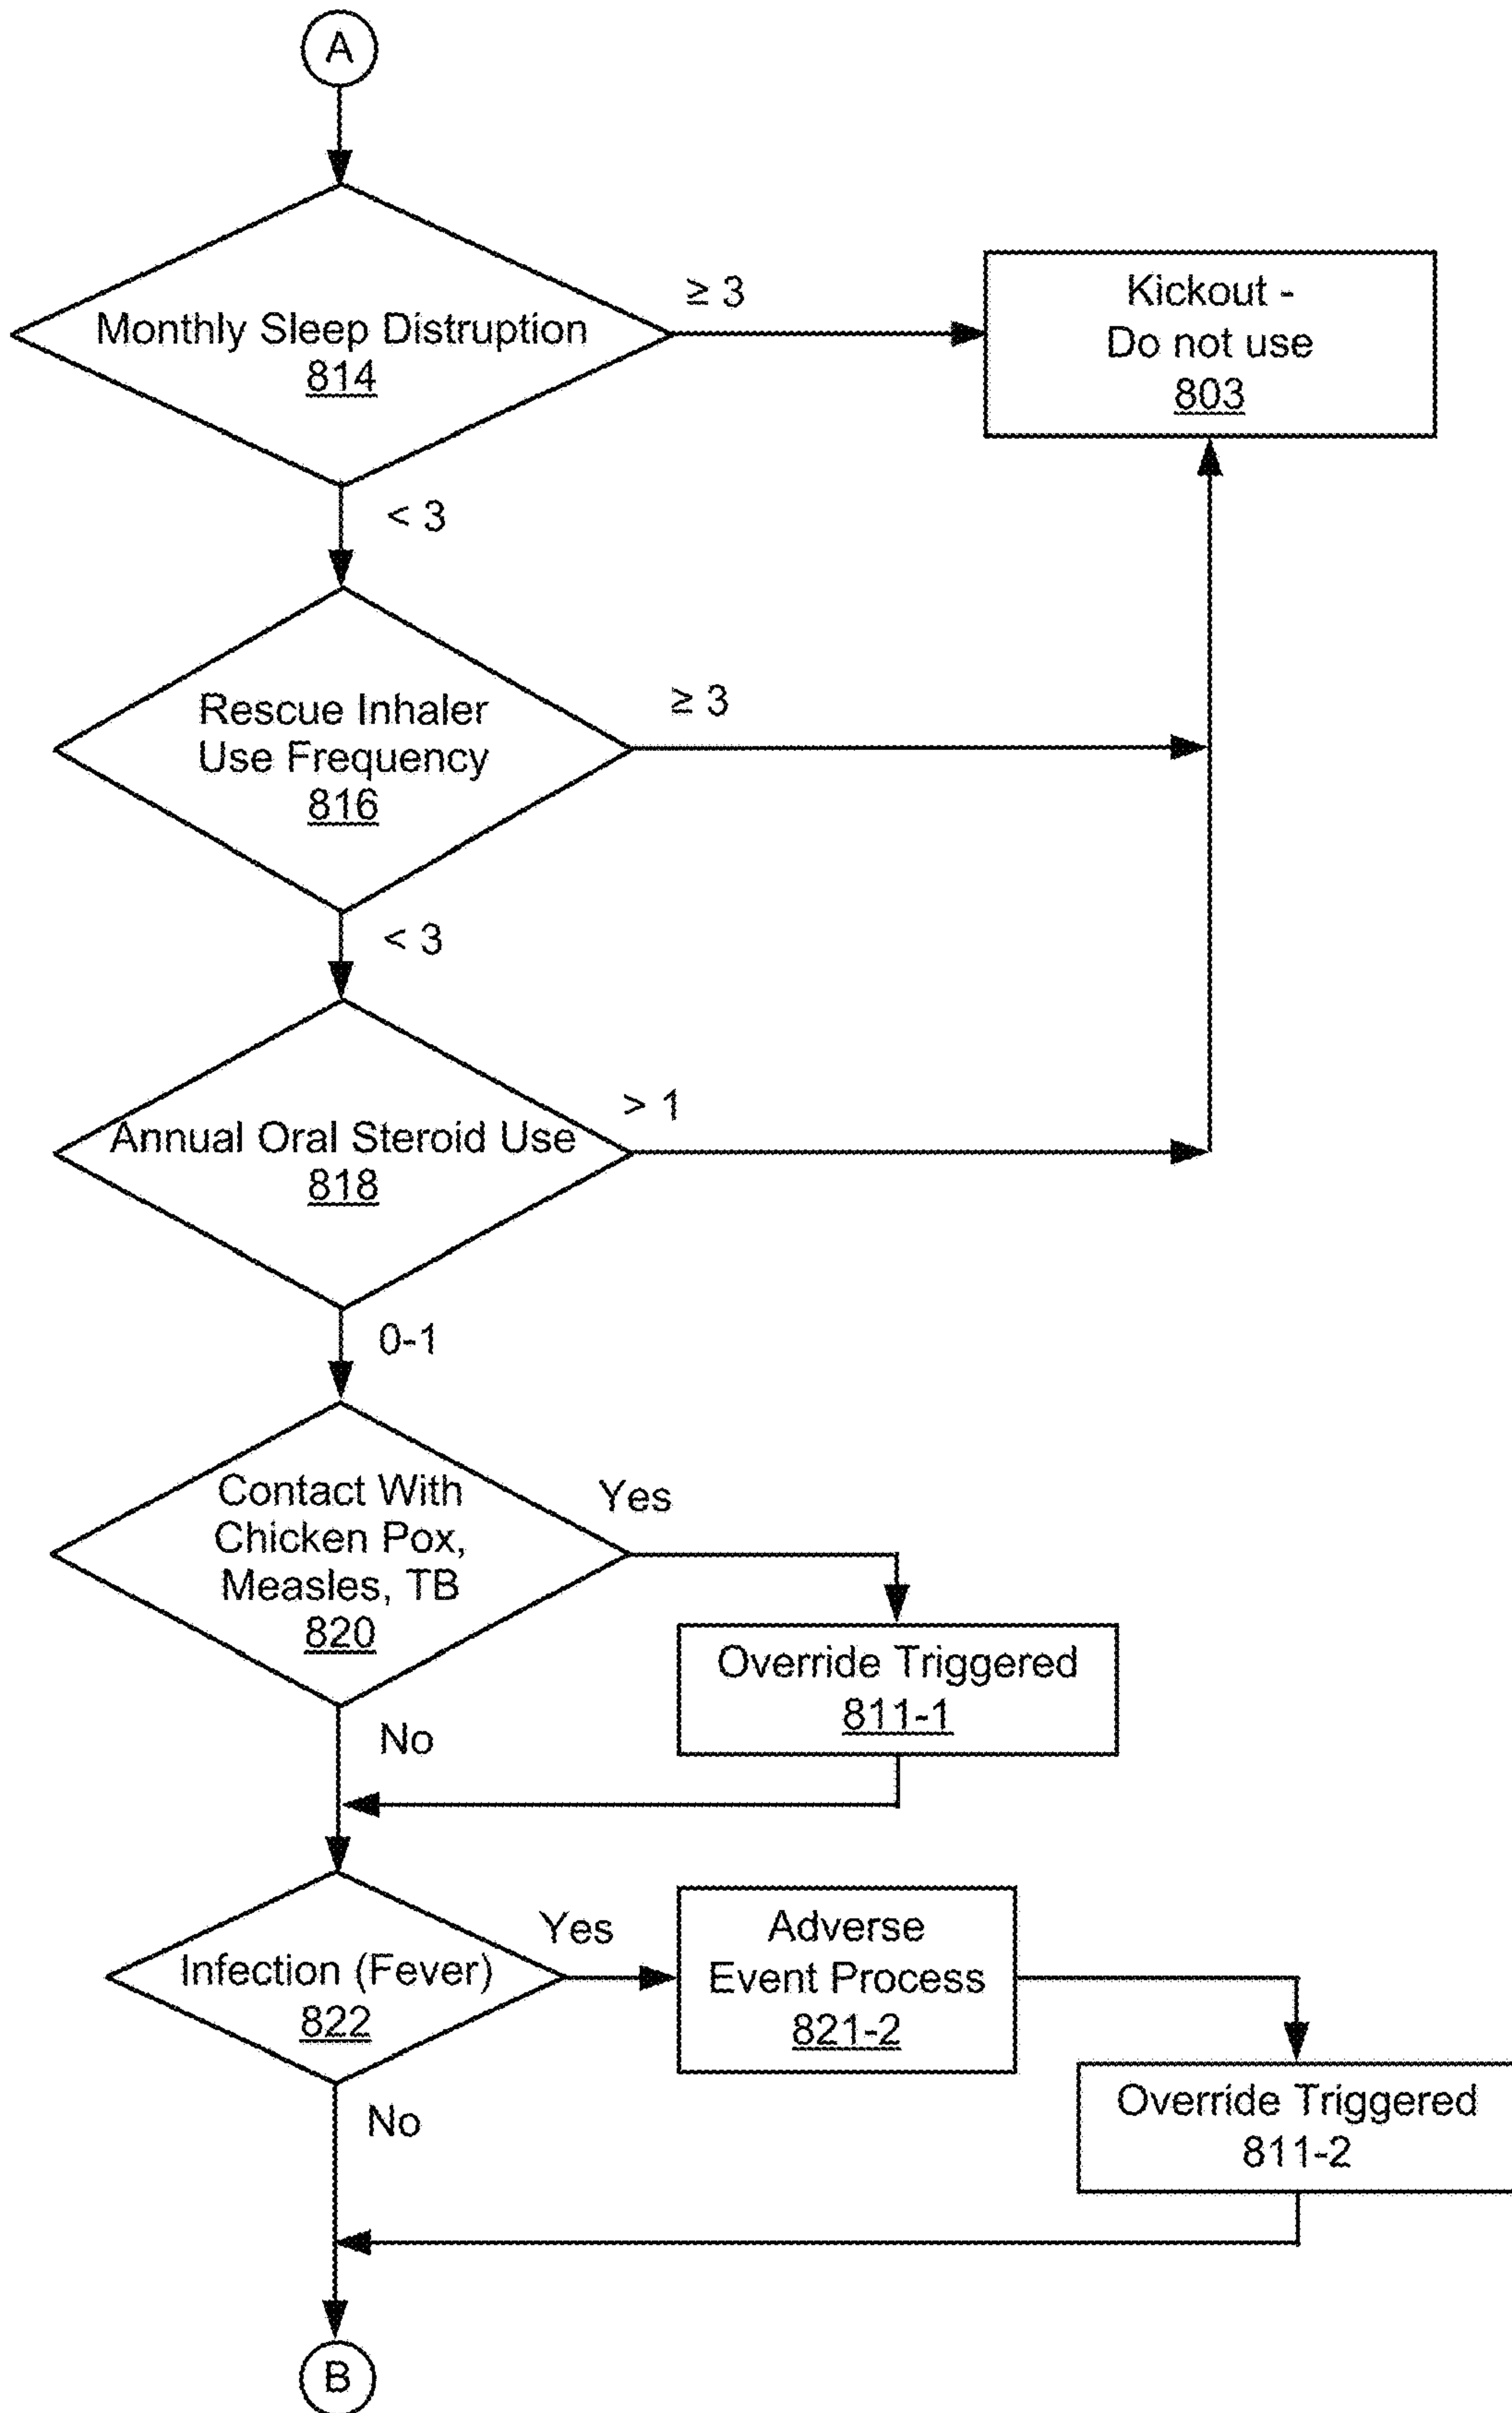 A
Monthly Sleep Distruption
814
≥ 3
Kickout -
Do not use
803
< 3
Rescue Inhaler
Use Frequency
816
≥ 3
< 3
Annual Oral Steroid Use
818
> 1
0-1
Contact With
Chicken Pox,
Measles, TB
820
Yes
Override Triggered
811-1
No
Infection (Fever)
822
Yes
Adverse
Event Process
821-2
Override Triggered
811-2
No
B